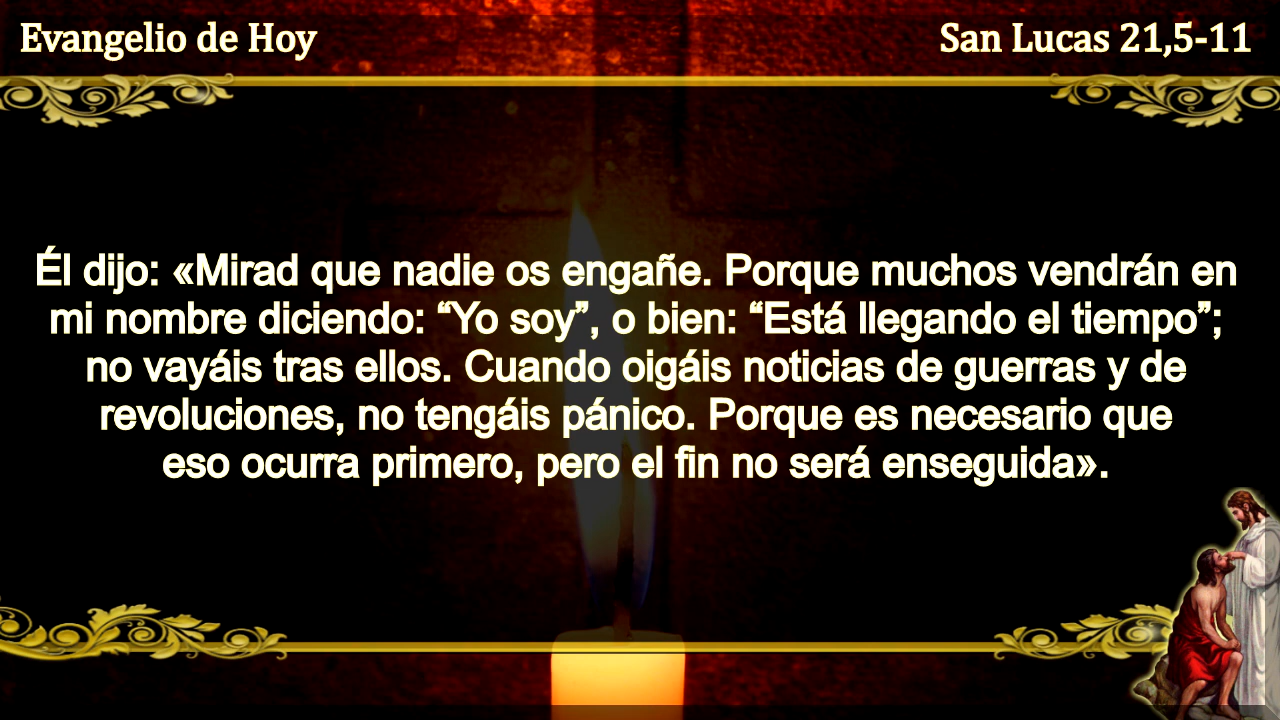 Evangelio de Hoy
San Lucas 21,5-11
Él dijo: «Mirad que nadie os engañe. Porque muchos vendrán en
mi nombre diciendo: “Yo soy”, o bien: “Está llegando el tiempo”;
no vayáis tras ellos. Cuando oigáis noticias de guerras y de
revoluciones, no tengáis pánico. Porque es necesario que
eso ocurra primero, pero el fin no será enseguida».